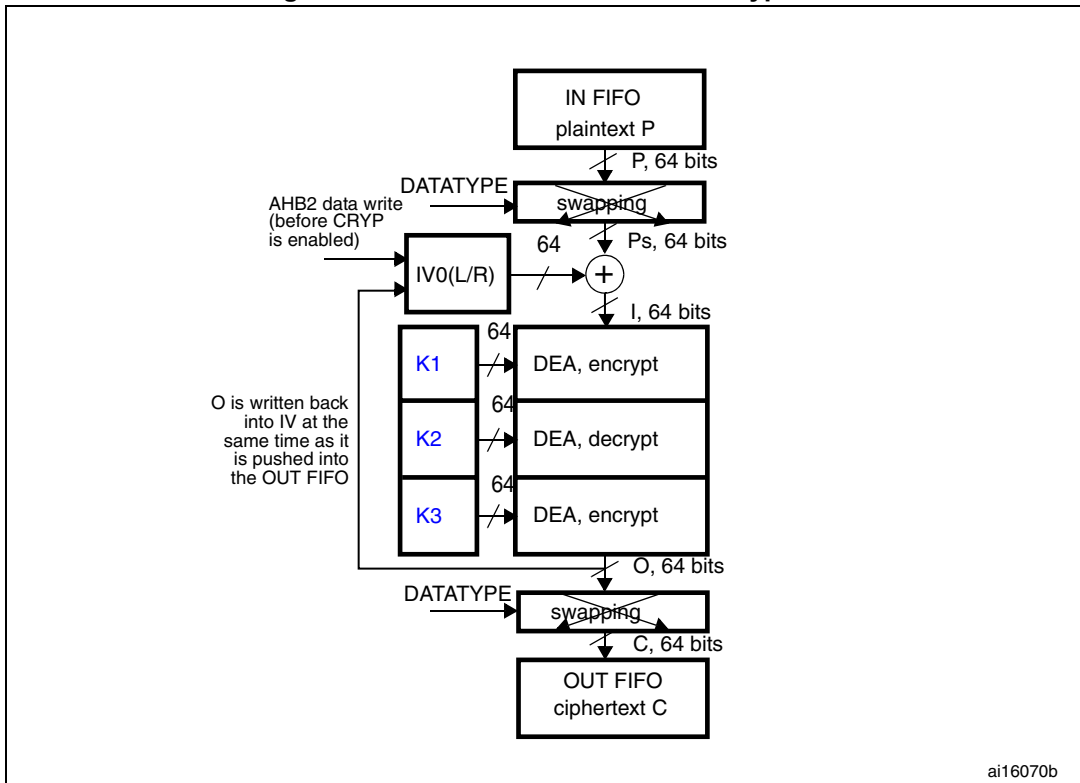 IN FIFO
plaintext P
P, 64 bits
DATATYPE
swapping
AHB2 data write
(before CRYP
is enabled)
Ps, 64 bits
64
IV0(L/R)
+
I, 64 bits
64
K1
DEA, encrypt
64
K2
DEA, decrypt
O is written back
into IV at the
same time as it
is pushed into
the OUT FIFO
64
K3
DEA, encrypt
O, 64 bits
DATATYPE
swapping
C, 64 bits
OUT FIFO
ciphertext C
ai16070b